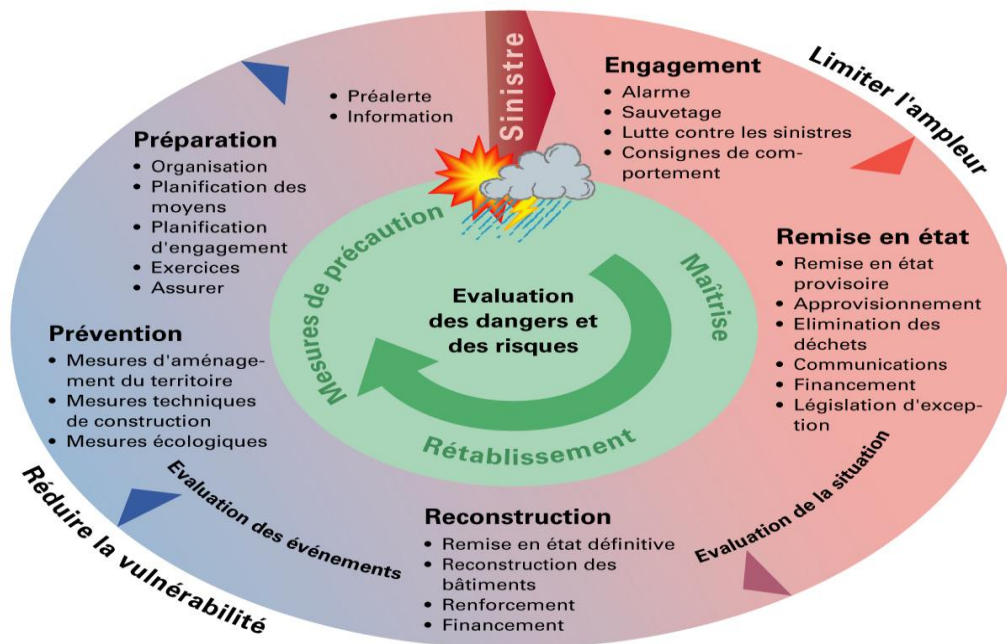 Sinistre
Engagement
• Alarme
• Sauvetage
• Lutte contre les sinistres
• Consignes de com-
portement
Limiter l'ampleur
Remise en état
• Remise en état
provisoire
• Approvisionnement
• Elimination des
déchets
• Communications
• Financement
• Législation d'excep-
tion
Evaluation de la situation
Reconstruction
• Remise en état définitive
• Reconstruction des
bâtiments
• Renforcement
• Financement
Evaluation des événements
Réduire la vulnérabilité
Prévention
• Mesures d'aménage-
ment du territoire
• Mesures techniques
de construction
• Mesures écologiques
Préparation
• Organisation
• Planification des
moyens
• Planification
d'engagement
• Exercices
• Assurer
• Préalerte
• Information
Mesures de précaution
Maîtrise
Rétablissement
Evaluation
des dangers et
des risques